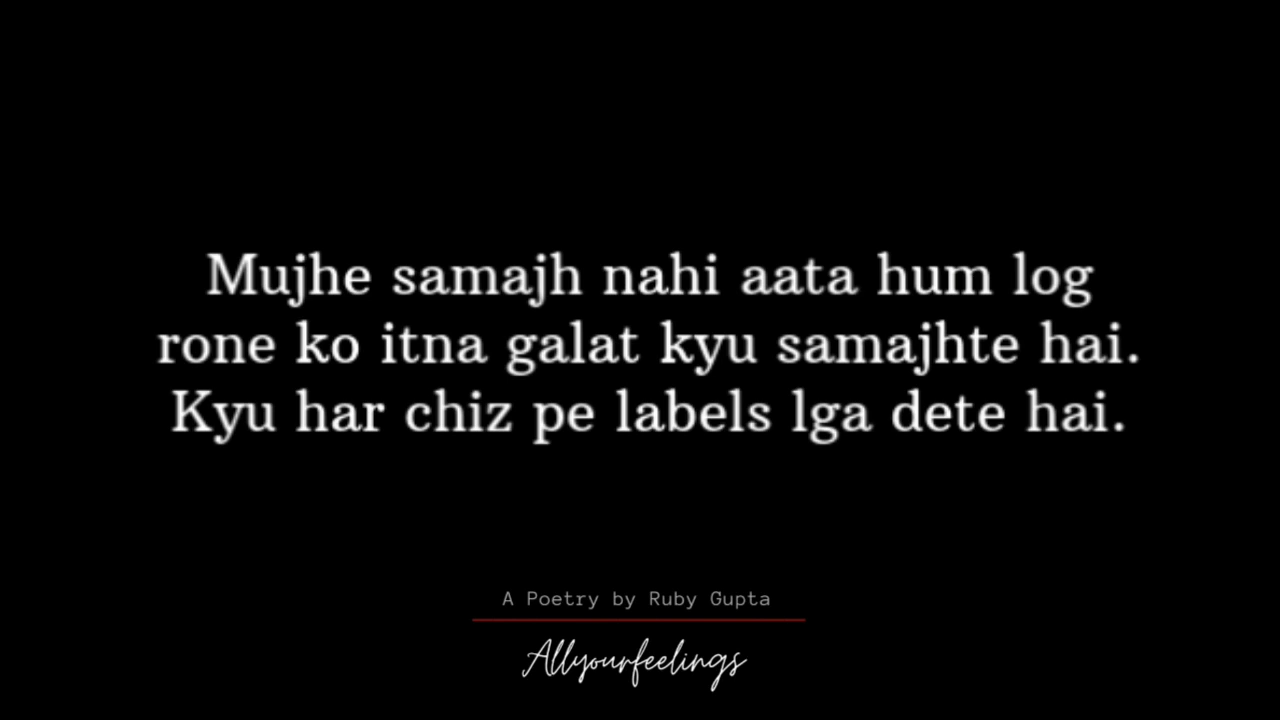 Mujhe samajh nahi aata hum log
rone ko itna galat kyu samajhte hai.
Kyu har chiz pe labels lga dete hai.
A Poetry by Ruby Gupta
Allyourfeelings